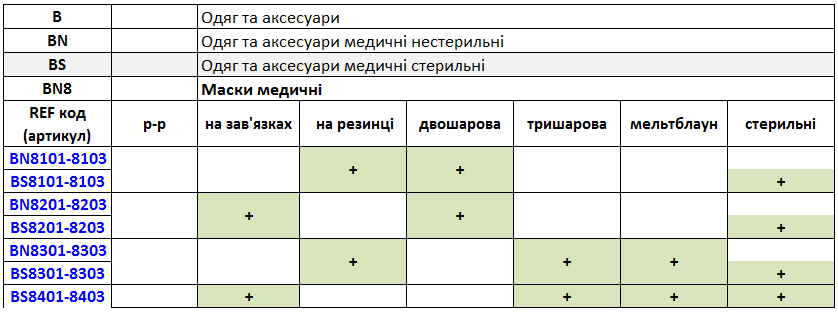 B Одяг та аксесуари
BN Одяг та аксесуари медичні нестерильні
BS Одяг та аксесуари медичні стерильні
BN8 Маски медичні
REF код (артикул) р-р на зав'язках на резинці двошарова тришарова мельтблаун стерильні
BN8101-8103 + +
BS8101-8103 +
BN8201-8203 + +
BS8201-8203 +
BN8301-8303 + + +
BS8301-8303 +
BS8401-8403 + + + +